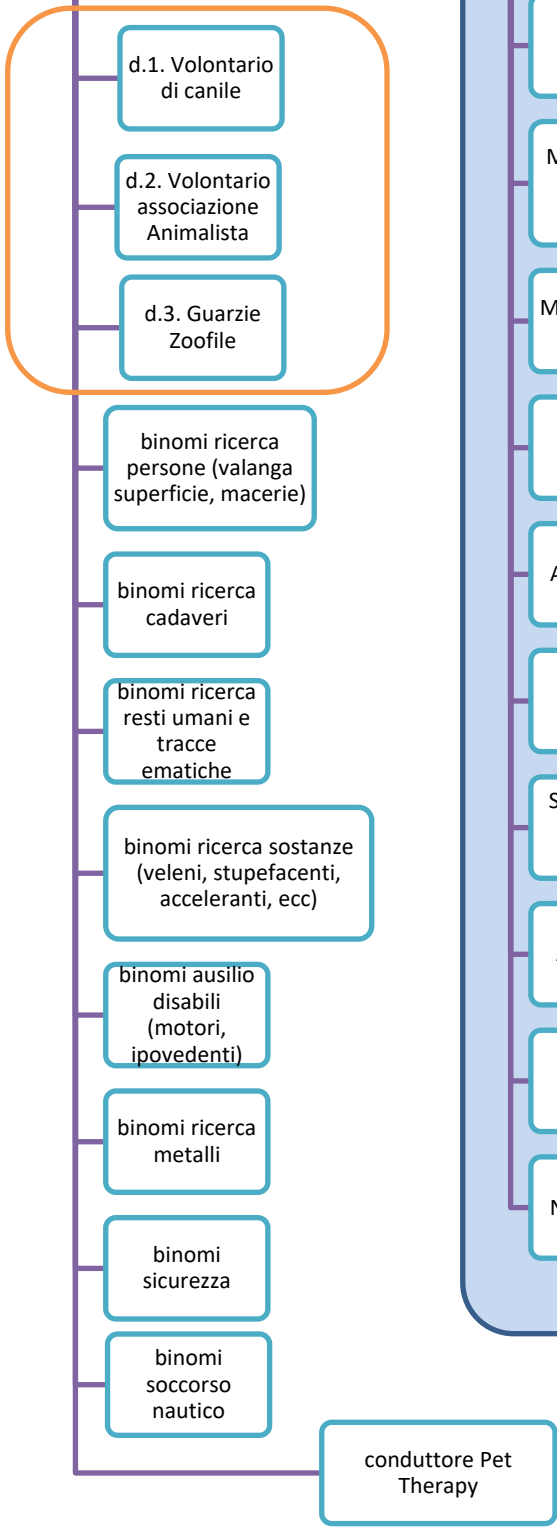 d.1. Volontario
di canile
d.2. Volontario
associazione
Animalista
d.3. Guarzie
Zoofile
binomi ricerca
persone (valanga
superficie, macerie)
binomi ricerca
cadaveri
binomi ricerca
resti umani e
tracce
ematiche
binomi ricerca sostanze
(veleni, stupefacenti,
acceleranti, ecc)
binomi ausilio
disabili
(motori,
ipovedenti)
binomi ricerca
metalli
binomi
sicurezza
binomi
soccorso
nautico
conduttore Pet
Therapy